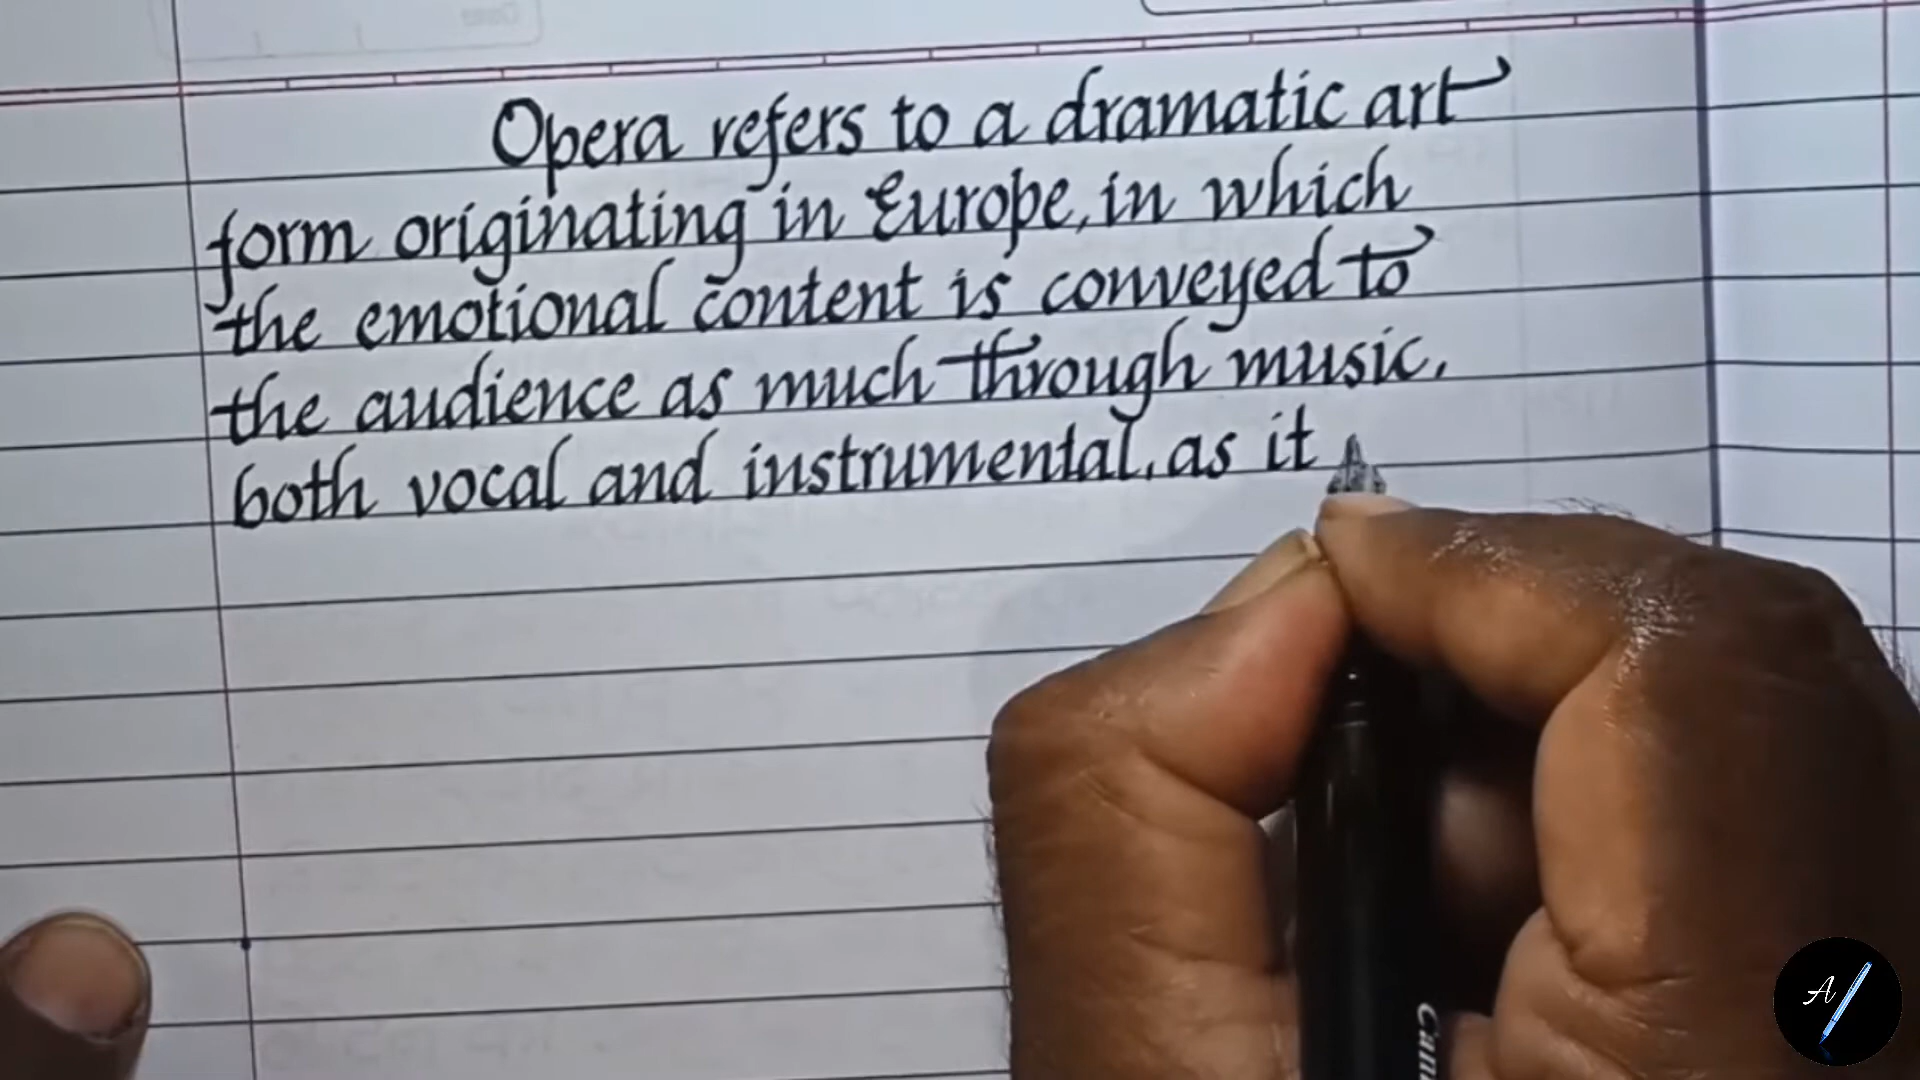 Opera refers to a dramatic art
form originating in Europe, in which
the emotional content is conveyed to
the audience as much through music,
both vocal and instrumental, as it
A